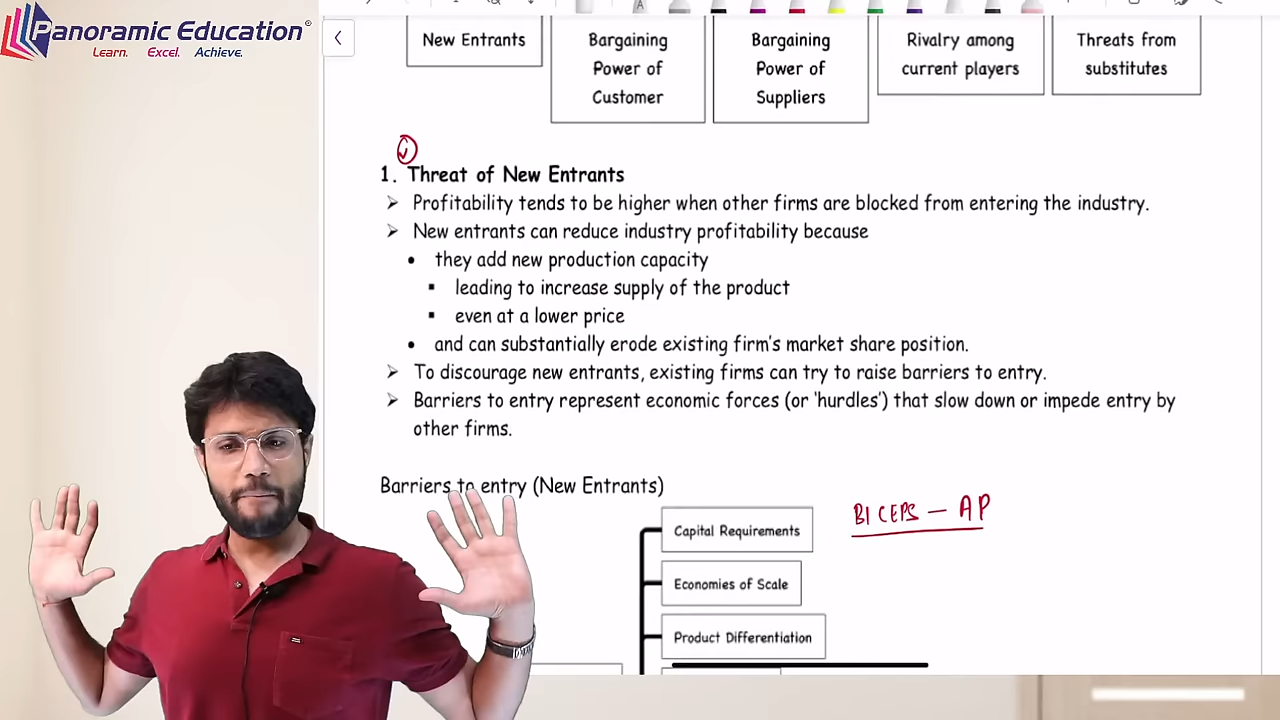 Panoramic Education®
Learn. Excel. Achieve.
New Entrants
Bargaining
Power of
Customer
Bargaining
Power of
Suppliers
Rivalry among
current players
Threats from
substitutes
1. Threat of New Entrants
➢ Profitability tends to be higher when other firms are blocked from entering the industry.
➢ New entrants can reduce industry profitability because
• they add new production capacity
▪ leading to increase supply of the product
▪ even at a lower price
• and can substantially erode existing firm's market share position.
➢ To discourage new entrants, existing firms can try to raise barriers to entry.
➢ Barriers to entry represent economic forces (or 'hurdles') that slow down or impede entry by
other firms.
Barriers to entry (New Entrants)
BICEPS - AP
Capital Requirements
Economies of Scale
Product Differentiation